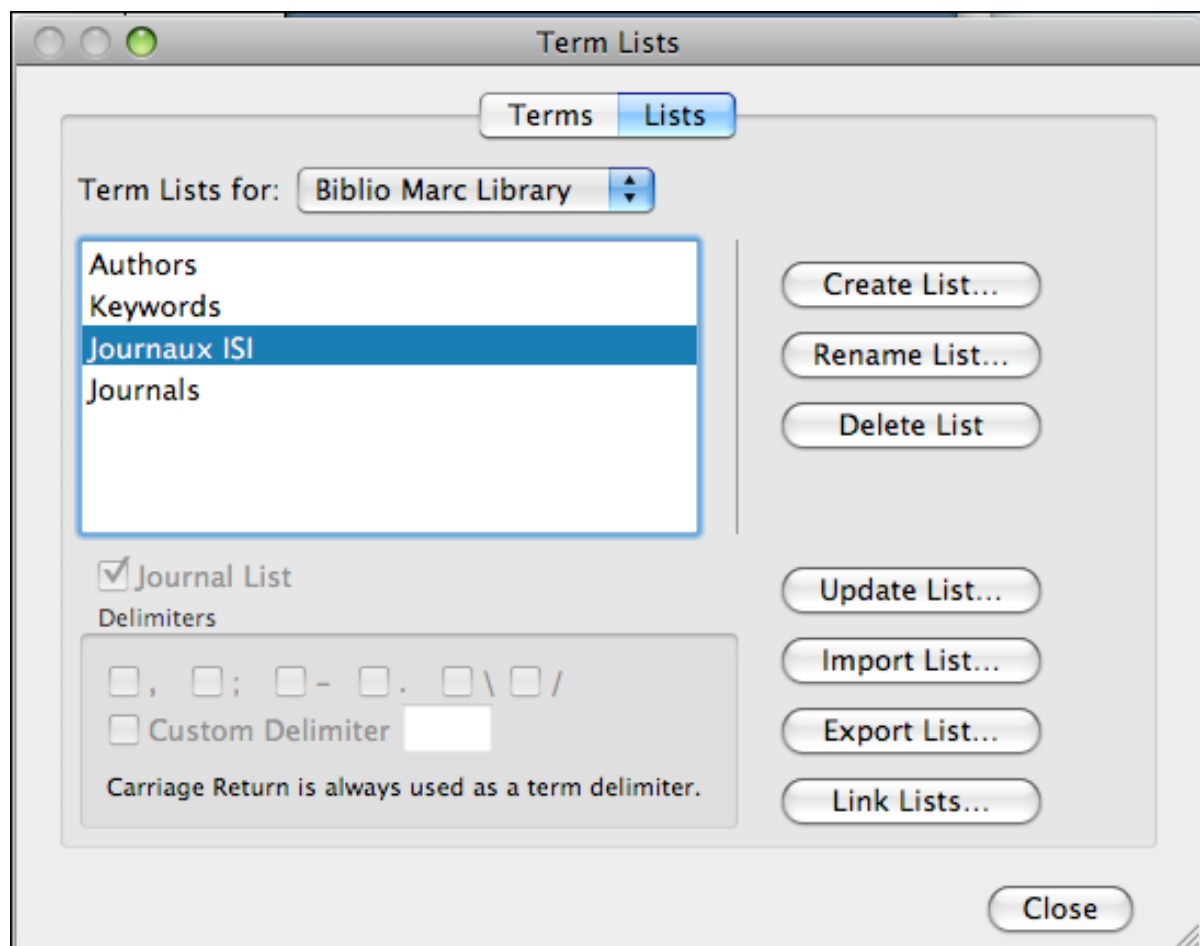 Term Lists
Terms Lists
Term Lists for: Biblio Marc Library
Authors
Keywords
Journaux ISI
Journals
Create List...
Rename List...
Delete List
Journal List
Delimiters
, ; - . \ /
Custom Delimiter
Carriage Return is always used as a term delimiter.
Update List...
Import List...
Export List...
Link Lists...
Close